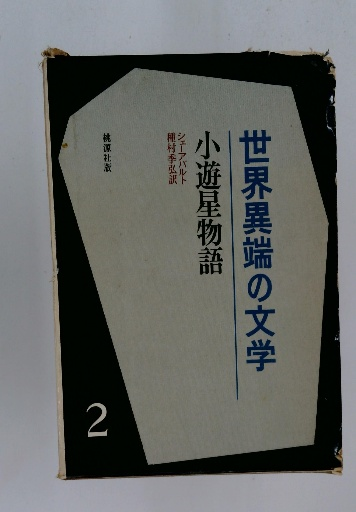 世界異端の文学
小遊星物語
シェーアバルト
種村季弘訳
桃源社版
2